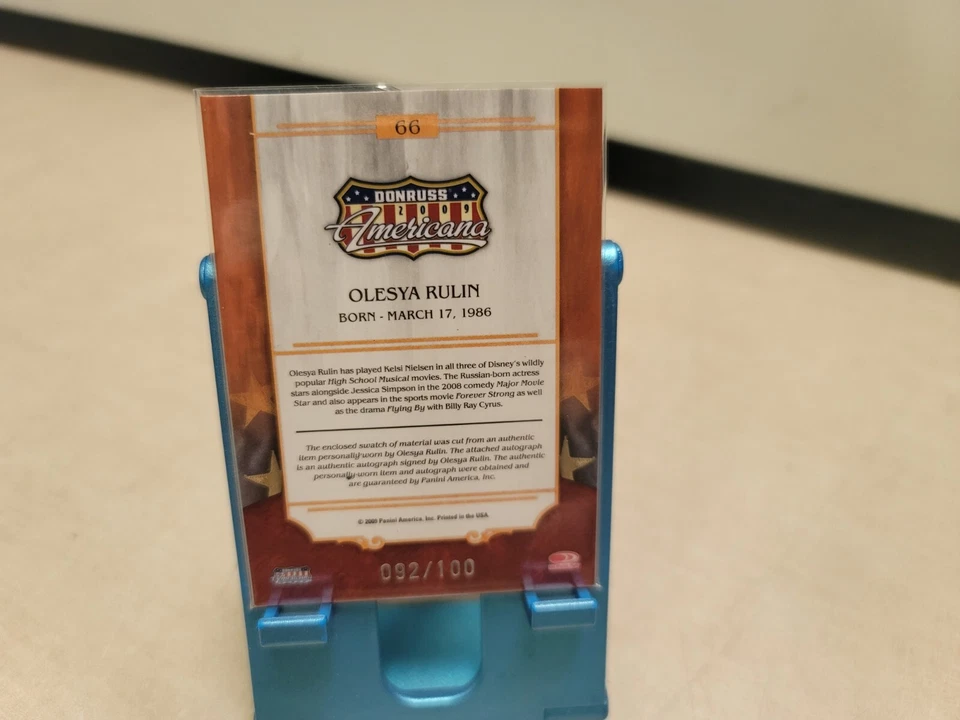 66
DONRUSS
2009
Americana
OLESYA RULIN
BORN - MARCH 17, 1986
Olesya Rulin has played Kelsi Nielsen in all three of Disney's wildly
popular High School Musical movies. The Russian-born actress
stars alongside Jessica Simpson in the 2008 comedy Major Movie
Star and also appears in the sports movie Forever Strong as well
as the drama Flying By with Billy Ray Cyrus.
The enclosed swatch of material was cut from an authentic
item personally-worn by Olesya Rulin. The attached autograph
is an authentic autograph signed by Olesya Rulin. The authentic
personally-worn item and autograph were obtained and
are guaranteed by Panini America, Inc.
© 2009 Panini America, Inc. Printed in the USA
092/100